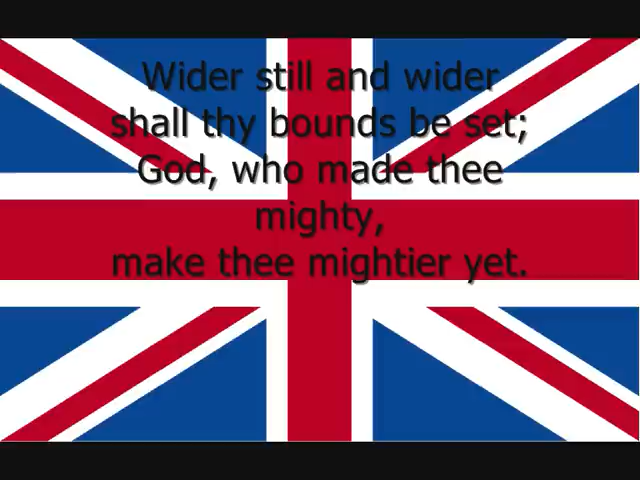 Wider still and wider
shall thy bounds be set;
God, who made thee
mighty,
make thee mightier yet.